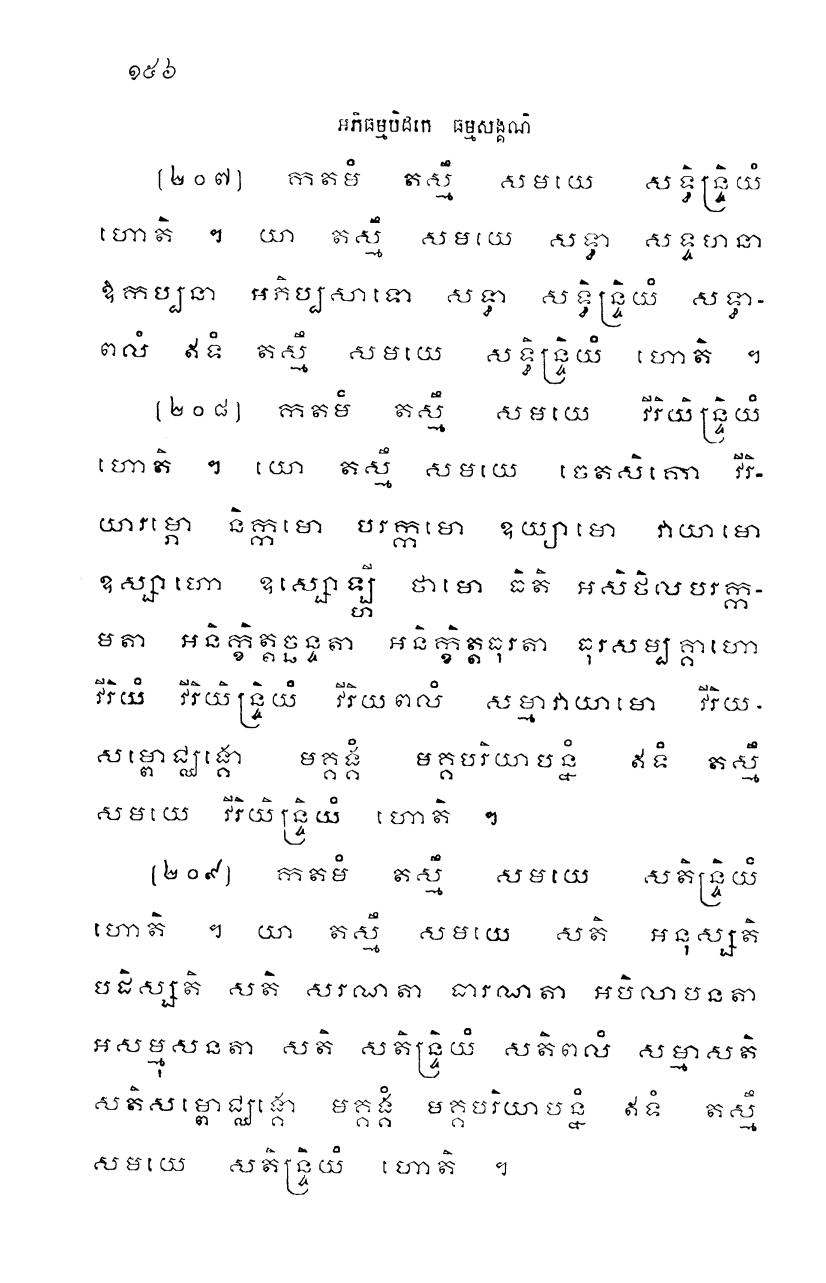 ១៥៦
អភិធម្មបិដកេ ធម្មសង្គណិ
(២០៧) កតមំ តស្មឹ សមយេ សទ្ធិន្ទ្រិយំ
ហោតិ ។ យា តស្មឹ សមយេ សទ្ធា សទ្ទហនា
ឱកប្បនា អភិប្បសាទោ សទ្ធា សទ្ធិន្ទ្រិយំ សទ្ធា-
ពលំ ឥទំ តស្មឹ សមយេ សទ្ធិន្ទ្រិយំ ហោតិ ។
(២០៨) កតមំ តស្មឹ សមយេ វីរិយិន្ទ្រិយំ
ហោតិ ។ យោ តស្មឹ សមយេ ចេតសិកោ វីរិ-
យារម្ភោ និក្កមោ បរក្កមោ ឧយ្យាមោ វាយាមោ
ឧស្សាហោ ឧស្សោឡ្ហី ថាមោ ធិតិ អសិថិលបរក្ក-
មតា អនិក្ខិត្តច្ឆន្ទតា អនិក្ខិត្តធុរតា ធុរសម្បគ្គាហោ
វីរិយំ វីរិយិន្ទ្រិយំ វីរិយពលំ សម្មាវាយាមោ វីរិយ-
សម្ពោជ្ឈង្គោ មគ្គង្គំ មគ្គបរិយាបន្នំ ឥទំ តស្មឹ
សមយេ វីរិយិន្ទ្រិយំ ហោតិ ។
(២០៩) កតមំ តស្មឹ សមយេ សតិន្ទ្រិយំ
ហោតិ ។ យា តស្មឹ សមយេ សតិ អនុស្សតិ
បដិស្សតិ សតិ សរណតា ធារណតា អបិលាបនតា
អសម្មុសនតា សតិ សតិន្ទ្រិយំ សតិពលំ សម្មាសតិ
សតិសម្ពោជ្ឈង្គោ មគ្គង្គំ មគ្គបរិយាបន្នំ ឥទំ តស្មឹ
សមយេ សតិន្ទ្រិយំ ហោតិ ។